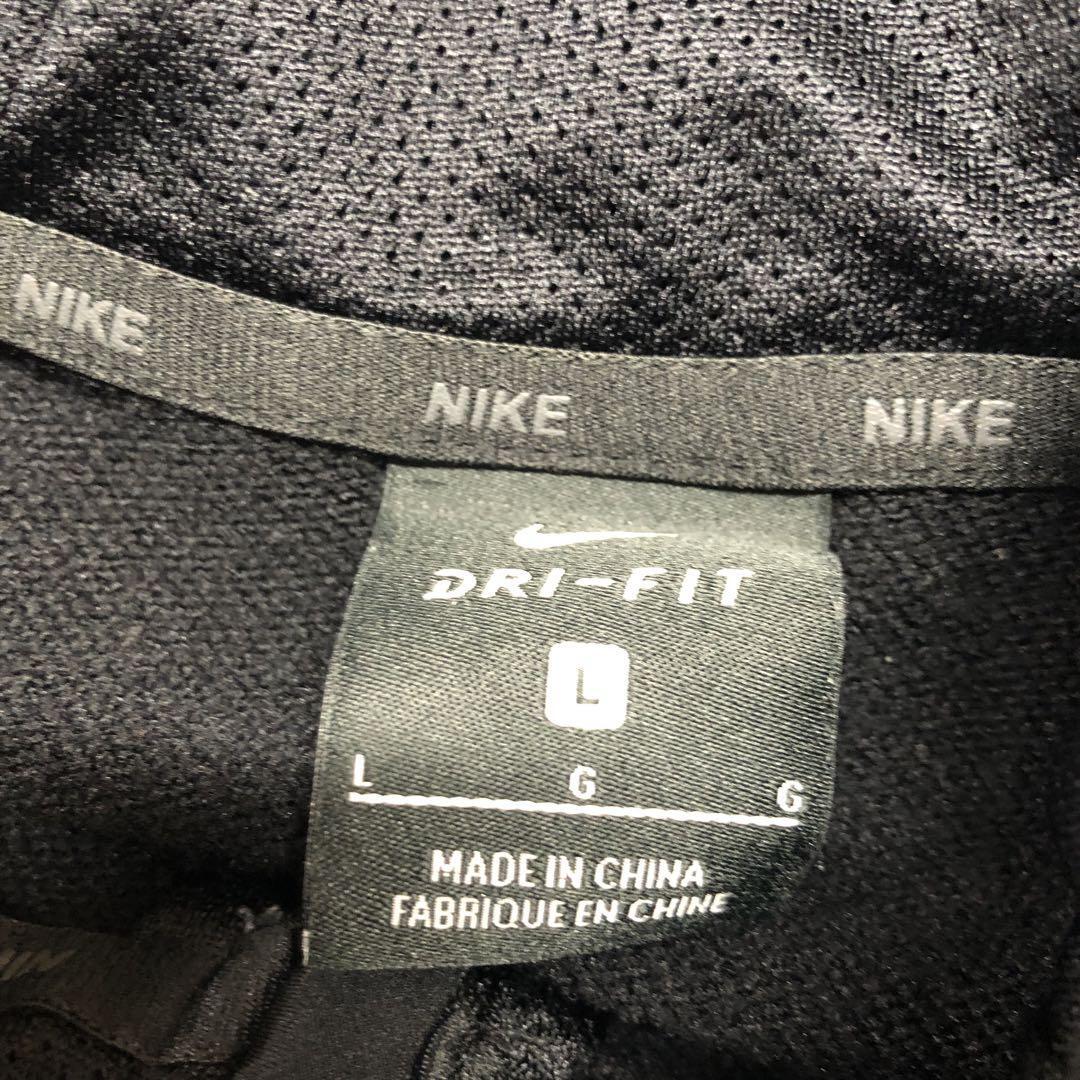 NIKE NIKE NIKE
DRI-FIT
L
L G G
MADE IN CHINA
FABRIQUE EN CHINE